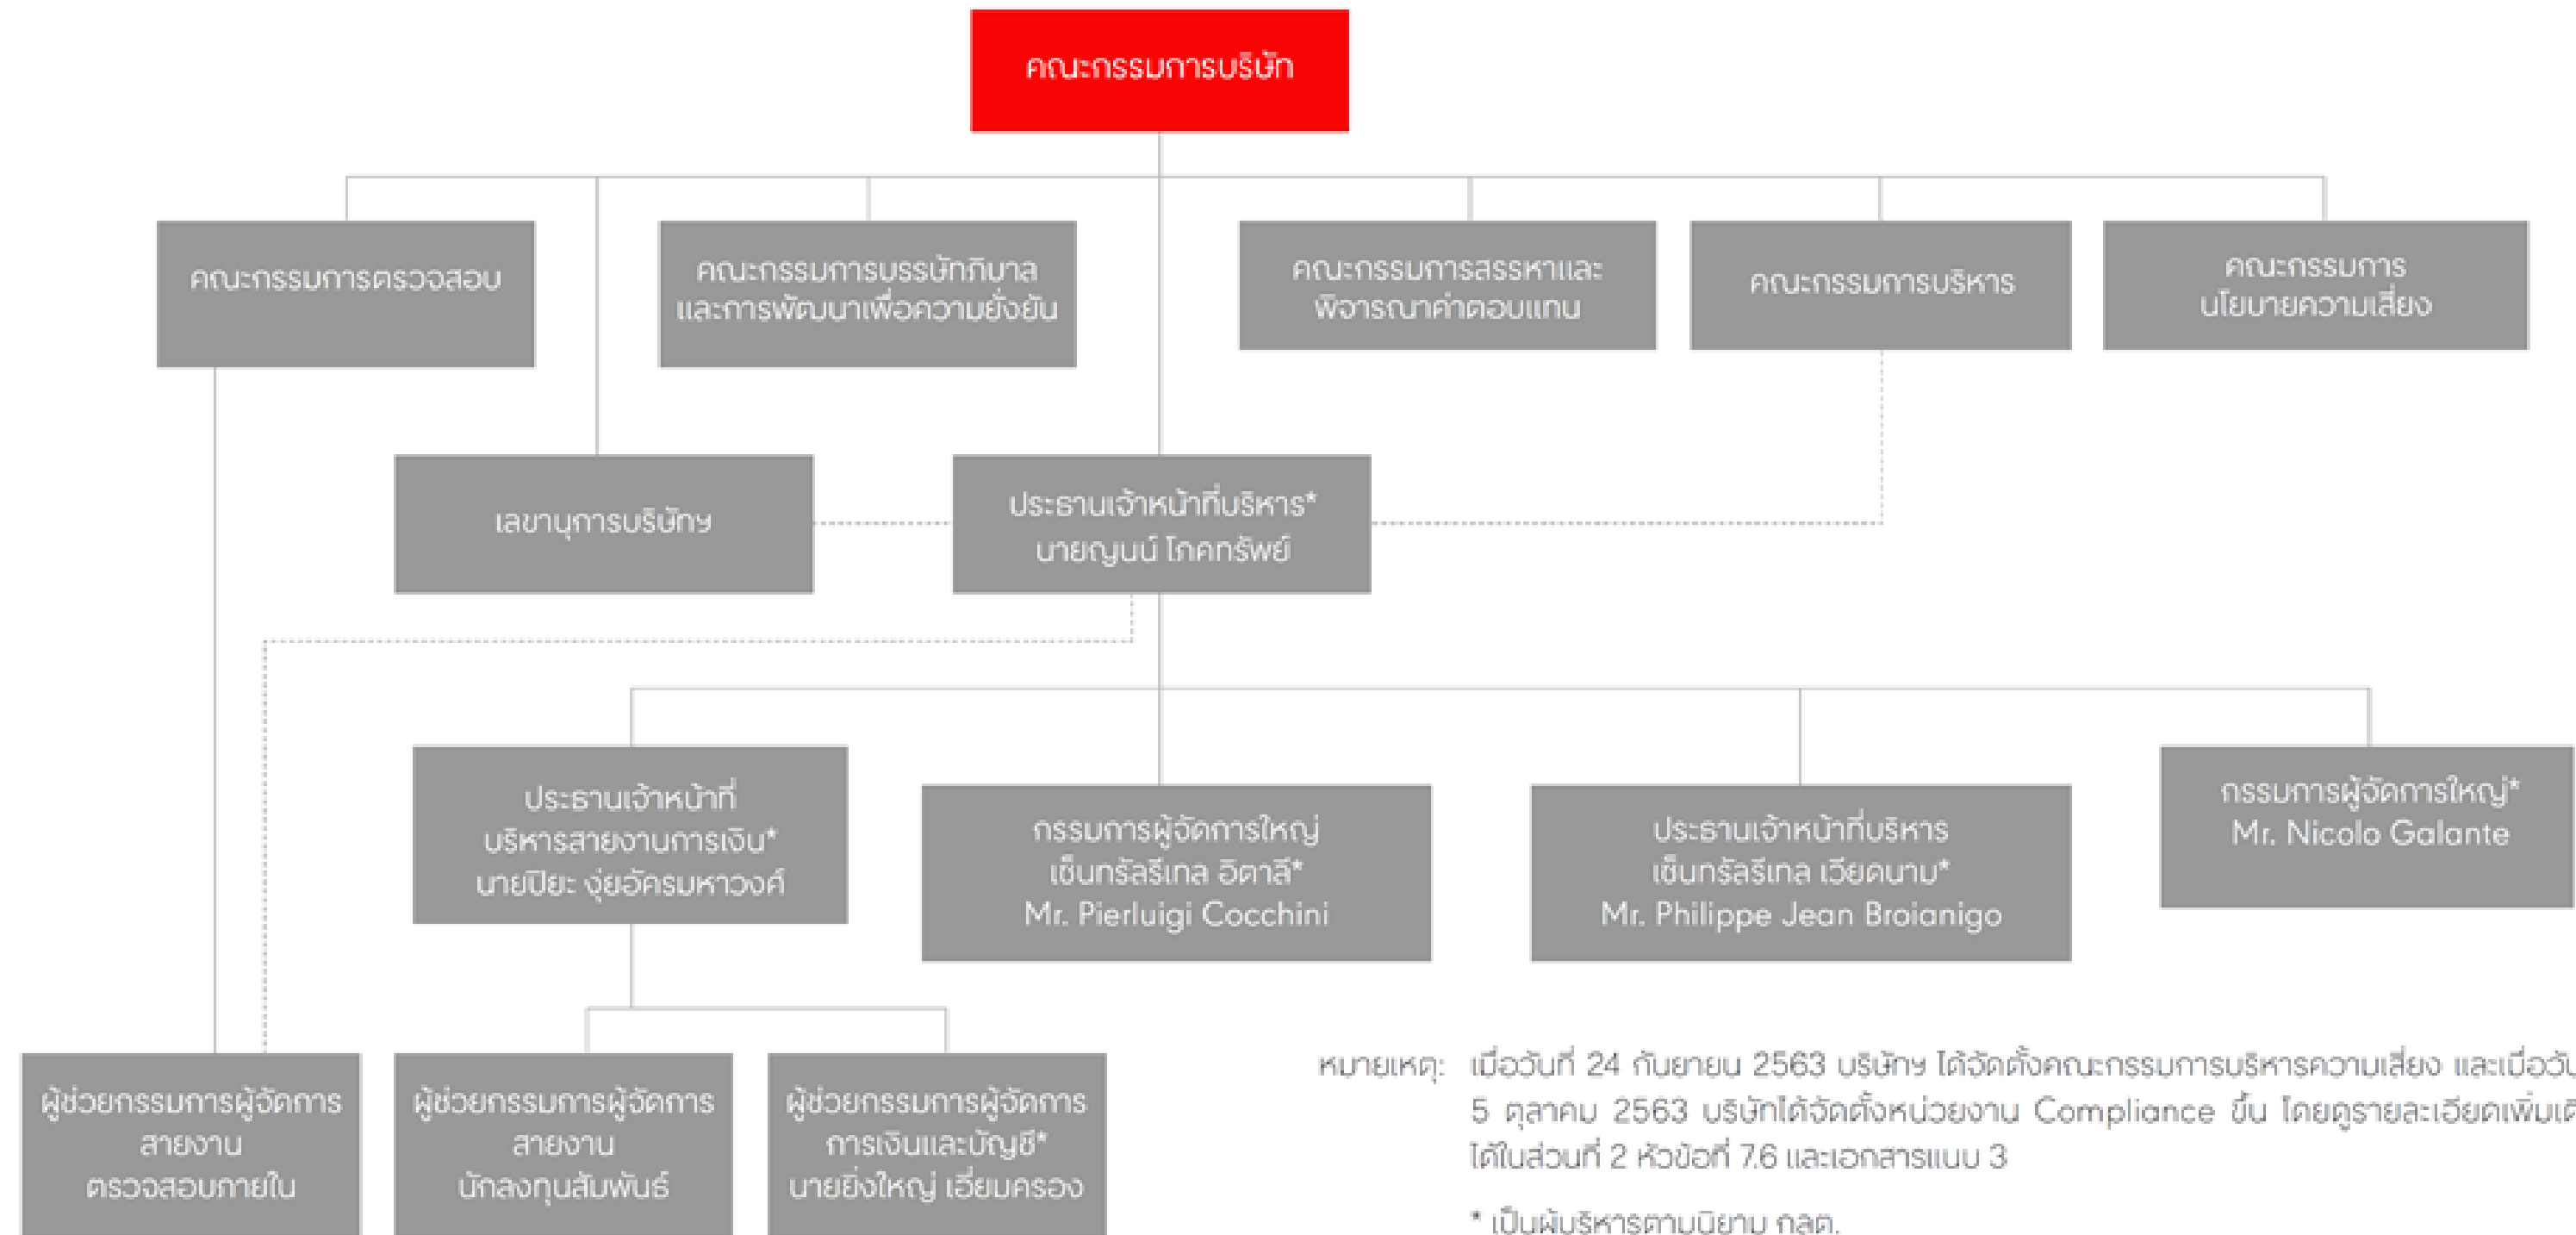 คณะกรรมการบริษัท
คณะกรรมการตรวจสอบ
คณะกรรมการบรรษัทภิบาล
และการพัฒนาเพื่อความยั่งยืน
คณะกรรมการสรรหาและ
พิจารณาค่าตอบแทน
คณะกรรมการบริหาร
คณะกรรมการ
นโยบายความเสี่ยง
เลขานุการบริษัทฯ
ประธานเจ้าหน้าที่บริหาร*
นายญนน์ โภคทรัพย์
ประธานเจ้าหน้าที่
บริหารสายงานการเงิน*
นายปิยะ งุ่ยอัครมหาวงศ์
กรรมการผู้จัดการใหญ่
เซ็นทรัลรีเทล อิตาลี*
Mr. Pierluigi Cocchini
ประธานเจ้าหน้าที่บริหาร
เซ็นทรัลรีเทล เวียดนาม*
Mr. Philippe Jean Broianigo
กรรมการผู้จัดการใหญ่*
Mr. Nicolo Galante
ผู้ช่วยกรรมการผู้จัดการ
สายงาน
ตรวจสอบภายใน
ผู้ช่วยกรรมการผู้จัดการ
สายงาน
นักลงทุนสัมพันธ์
ผู้ช่วยกรรมการผู้จัดการ
การเงินและบัญชี*
นายยิ่งใหญ่ เอี่ยมครอง
หมายเหตุ: เมื่อวันที่ 24 กันยายน 2563 บริษัทฯ ได้จัดตั้งคณะกรรมการบริหารความเสี่ยง และเมื่อวัน
5 ตุลาคม 2563 บริษัทได้จัดตั้งหน่วยงาน Compliance ขึ้น โดยดูรายละเอียดเพิ่มเติ
ได้ในส่วนที่ 2 หัวข้อที่ 7.6 และเอกสารแนบ 3
* เป็นผู้บริหารตามนิยาม กลต.